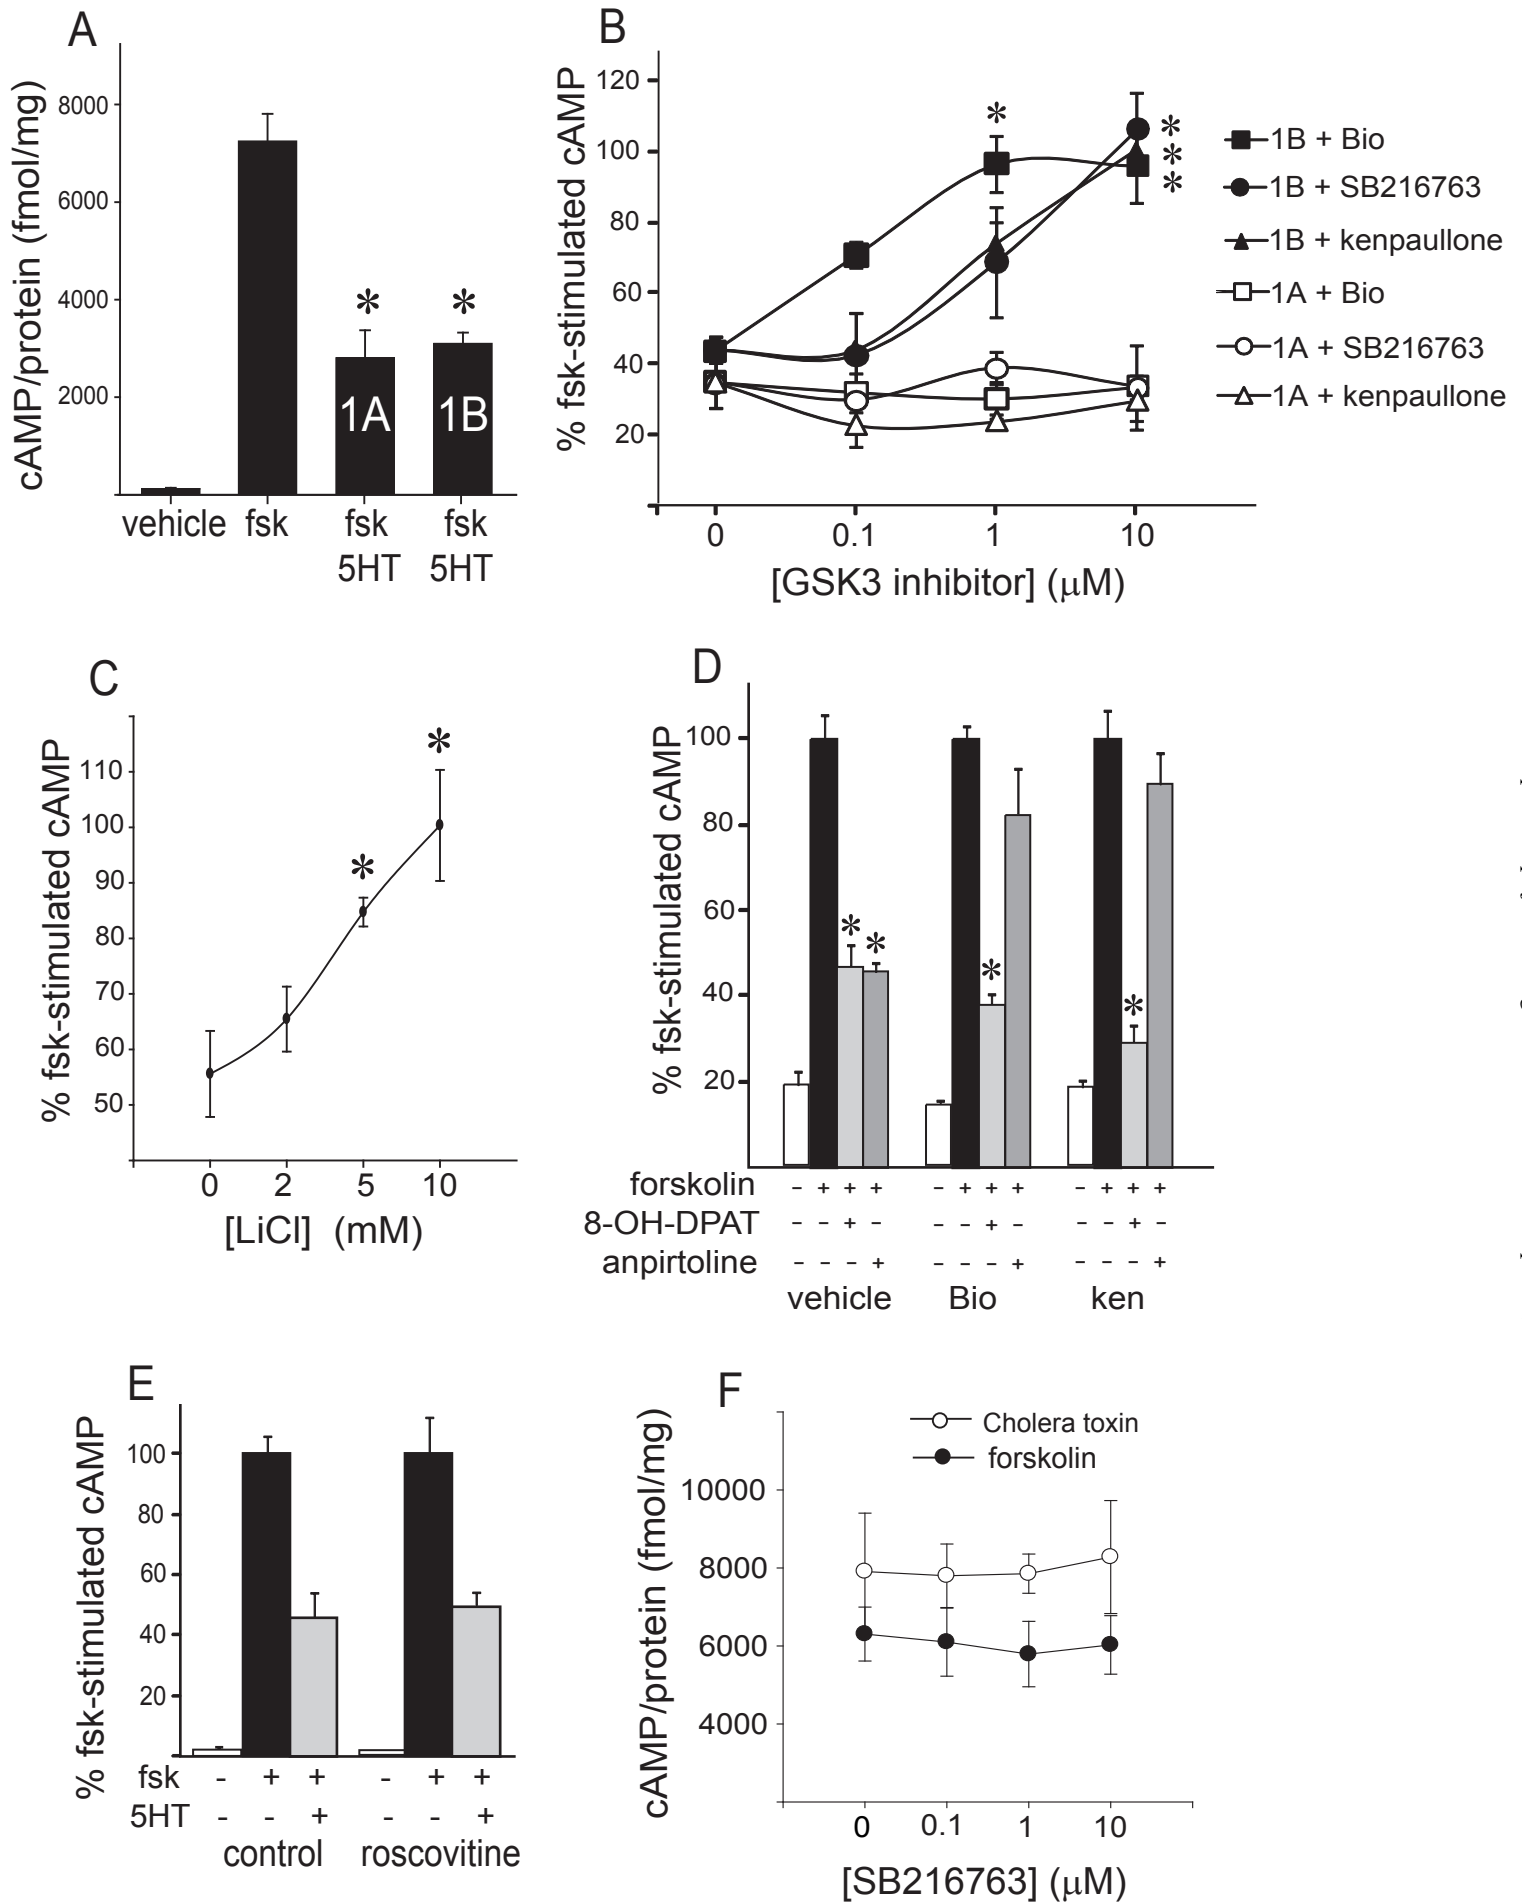 A
cAMP/protein (fmol/mg)
8000
6000
4000
2000
* *
1A 1B
vehicle fsk fsk fsk
5HT 5HT
B
% fsk-stimulated cAMP
120
100
80
60
40
20
*
*
*
*
0 0.1 1 10
[GSK3 inhibitor] (μM)
1B + Bio
1B + SB216763
1B + kenpaullone
1A + Bio
1A + SB216763
1A + kenpaullone
C
% fsk-stimulated cAMP
110
100
90
80
70
60
50
*
*
0 2 5 10
[LiCl] (mM)
D
% fsk-stimulated cAMP
100
80
60
40
20
* * * *
forskolin - + + + - + + + - + + +
8-OH-DPAT - - + - - - + - - - + -
anpirtoline - - - + - - - + - - - +
vehicle Bio ken
E
% fsk-stimulated cAMP
100
80
60
40
20
fsk - + + - + +
5HT - - + - - +
control roscovitine
F
cAMP/protein (fmol/mg)
Cholera toxin
forskolin
10000
8000
6000
4000
0 0.1 1 10
[SB216763] (μM)